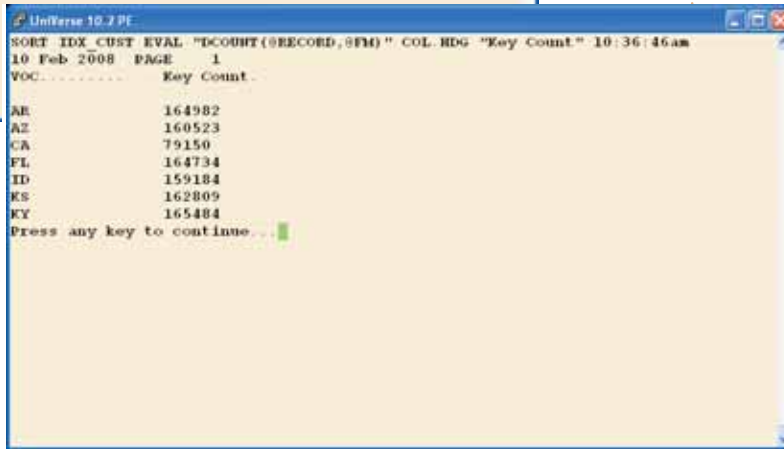 UniVerse 10.2 PE
SORT IDX_CUST EVAL "DCOUNT(@RECORD,@FM)" COL.HDG "Key Count" 10:36:46am
10 Feb 2008 PAGE 1
VOC.......... Key Count.
AR 164982
AZ 160523
CA 79150
FL 164734
ID 159184
KS 162809
KY 165484
Press any key to continue...